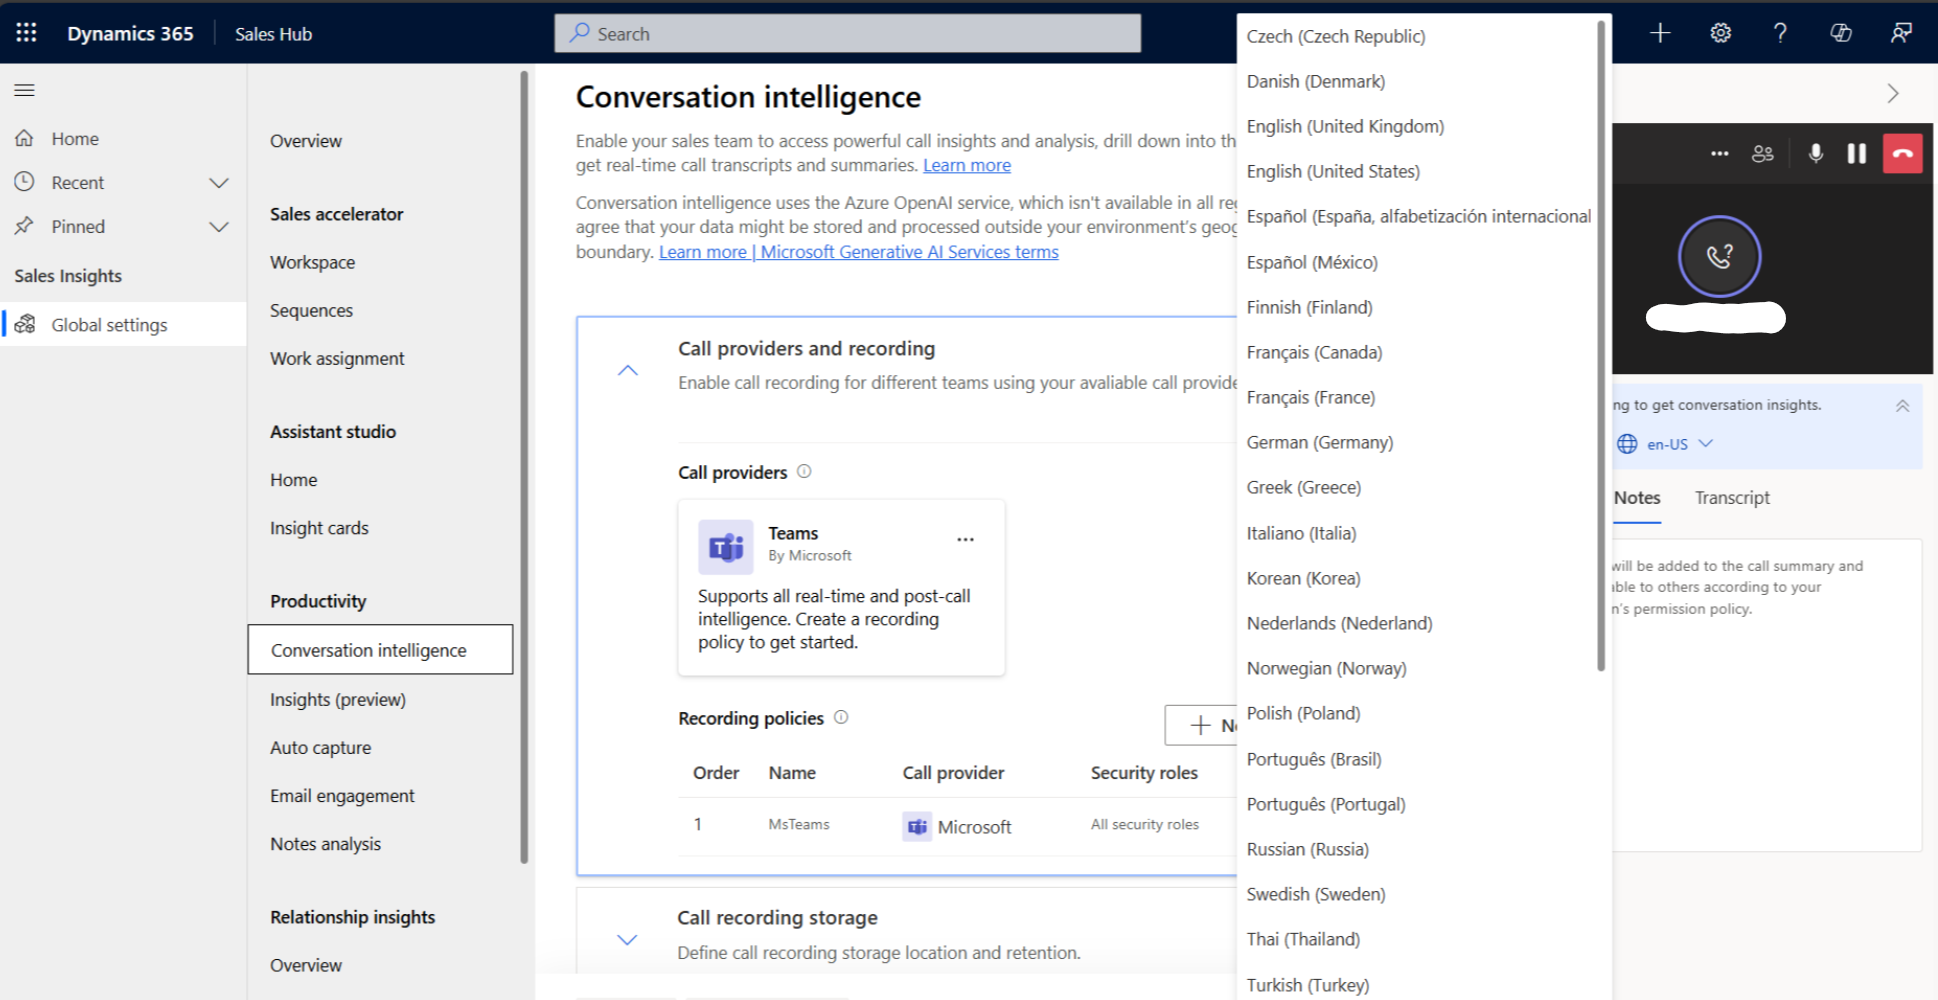 Dynamics 365
Sales Hub
Search
Home
Recent
Pinned
Sales Insights
Global settings
Overview
Sales accelerator
Workspace
Sequences
Work assignment
Assistant studio
Home
Insight cards
Productivity
Conversation intelligence
Insights (preview)
Auto capture
Email engagement
Notes analysis
Relationship insights
Overview
Conversation intelligence
Enable your sales team to access powerful call insights and analysis, drill down into
get real-time call transcripts and summaries. Learn more
Conversation intelligence uses the Azure OpenAI service, which isn't available in all
agree that your data might be stored and processed outside your environment's
boundary. Learn more | Microsoft Generative AI Services terms
Call providers and recording
Enable call recording for different teams using your avaliable call
Call providers
Teams
By Microsoft
Supports all real-time and post-call
intelligence. Create a recording
policy to get started.
Recording policies
Order Name Call provider Security roles
1 MsTeams Microsoft All security roles
Call recording storage
Define call recording storage location and retention.
Czech (Czech Republic)
Danish (Denmark)
English (United Kingdom)
English (United States)
Español (España, alfabetización internacional
Español (México)
Finnish (Finland)
Français (Canada)
Français (France)
German (Germany)
Greek (Greece)
Italiano (Italia)
Korean (Korea)
Nederlands (Nederland)
Norwegian (Norway)
Polish (Poland)
Português (Brasil)
Português (Portugal)
Russian (Russia)
Swedish (Sweden)
Thai (Thailand)
Turkish (Turkey)
to get conversation insights.
en-US
Notes Transcript
will be added to the call summary and
to others according to your
permission policy.